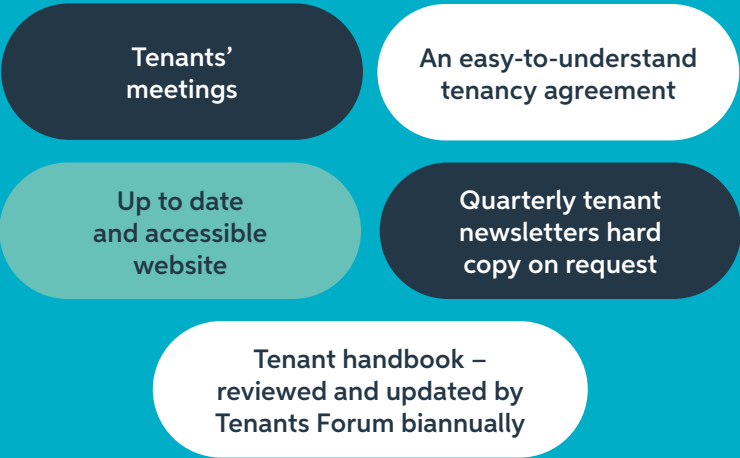 Tenants’
meetings
An easy-to-understand
tenancy agreement
Up to date
and accessible
website
Quarterly tenant
newsletters hard
copy on request
Tenant handbook –
reviewed and updated by
Tenants Forum biannually